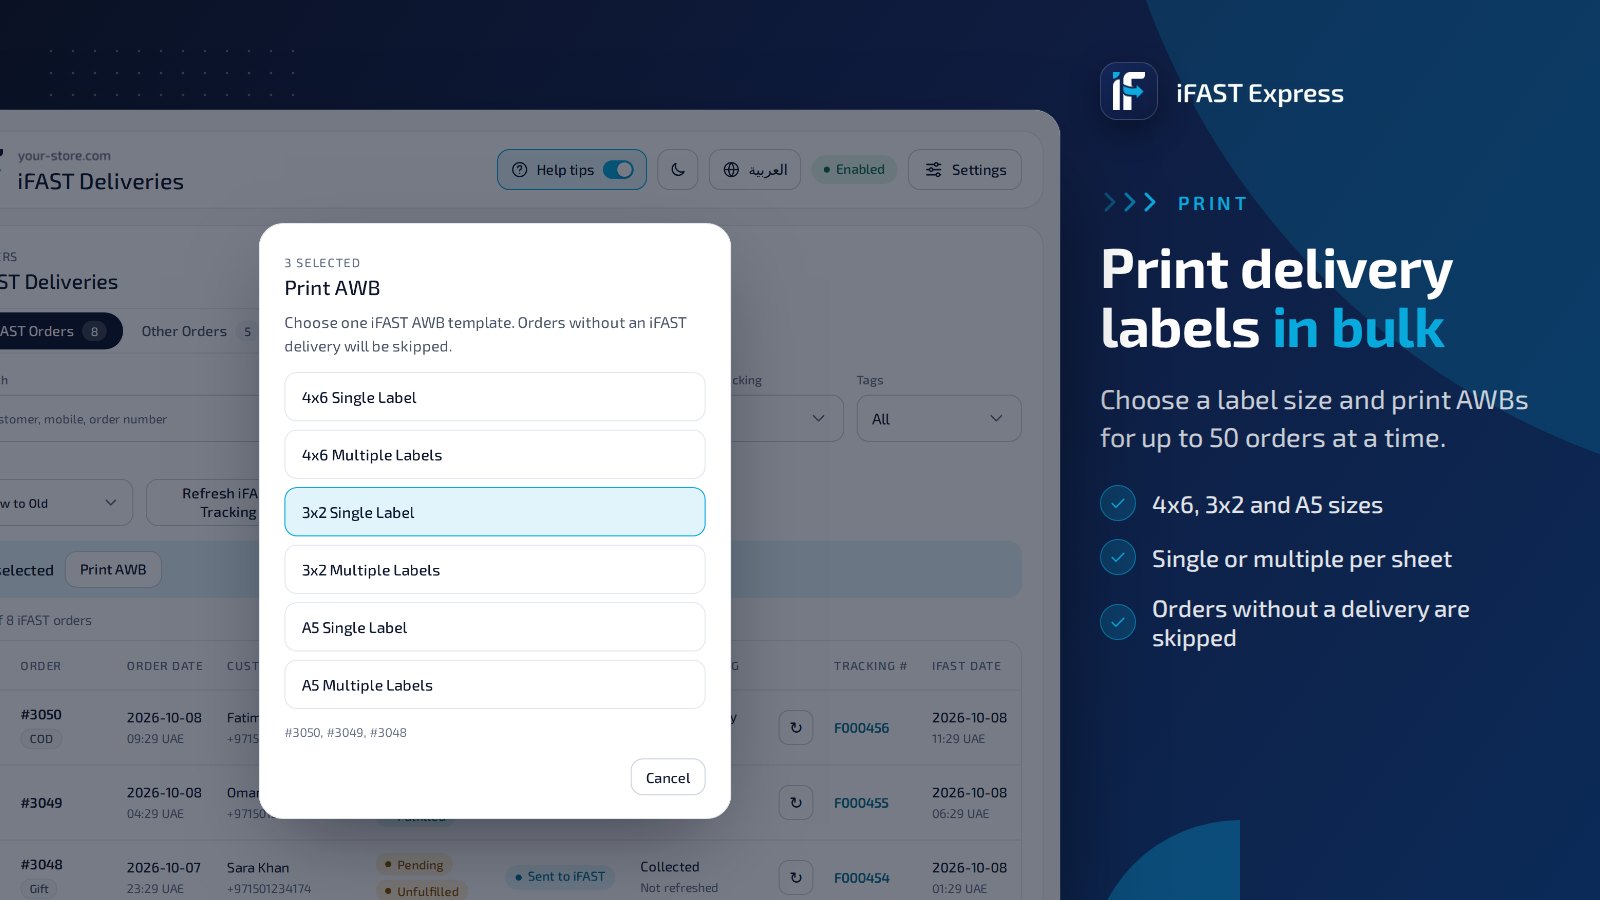 your-store.com
iFAST Deliveries
Help tips
العربية
Enabled
Settings
Deliveries
iFAST Orders 8
Other Orders 5
Tags
customer, mobile, order number
All
to Old
Refresh
Tracking
selected
Print AWB
of 8 iFAST orders
ORDER
ORDER DATE
TRACKING #
IFAST DATE
#3050
COD
2026-10-08
09:29 UAE
F000456
2026-10-08
11:29 UAE
#3049
2026-10-08
04:29 UAE
F000455
2026-10-08
06:29 UAE
#3048
Gift
2026-10-07
23:29 UAE
Sara Khan
+971501234174
Pending
Unfulfilled
Sent to iFAST
Collected
Not refreshed
F000454
2026-10-08
01:29 UAE
3 SELECTED
Print AWB
Choose one iFAST AWB template. Orders without an iFAST
delivery will be skipped.
4x6 Single Label
4x6 Multiple Labels
3x2 Single Label
3x2 Multiple Labels
A5 Single Label
A5 Multiple Labels
#3050, #3049, #3048
Cancel
iF
iFAST Express
PRINT
Print delivery
labels in bulk
Choose a label size and print AWBs
for up to 50 orders at a time.
4x6, 3x2 and A5 sizes
Single or multiple per sheet
Orders without a delivery are
skipped